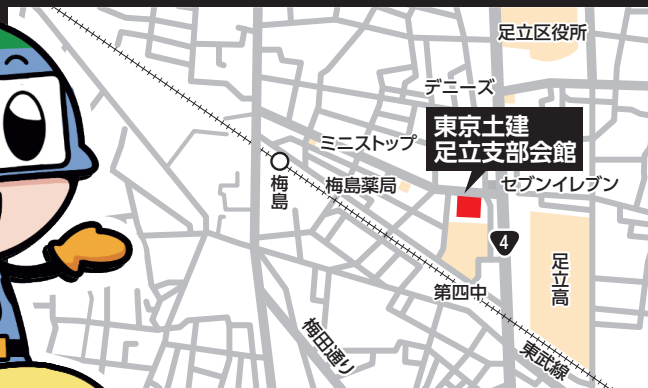 足立区役所
デニーズ
東京土建
足立支部会館
ミニストップ
梅島
梅島薬局
セブンイレブン
4
足立高
第四中
梅田通り
東武線